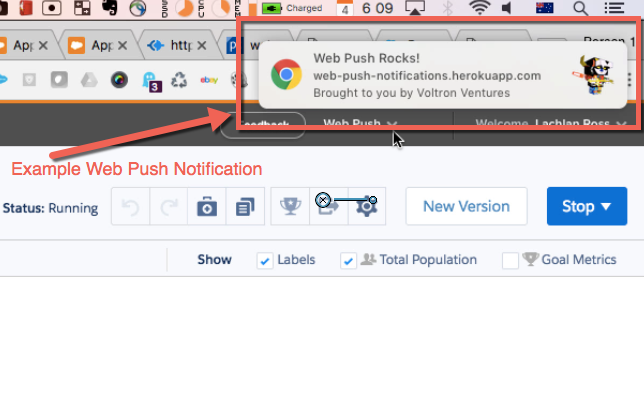 Charged
4
6 09
App
App
http
Web Push Rocks!
web-push-notifications.herokuapp.com
Brought to you by Voltron Ventures
3
ebay
Feedback
Web Push
Welcome, Lachlan Ross
Example Web Push Notification
Status: Running
New Version
Stop
Show
Labels
Total Population
Goal Metrics